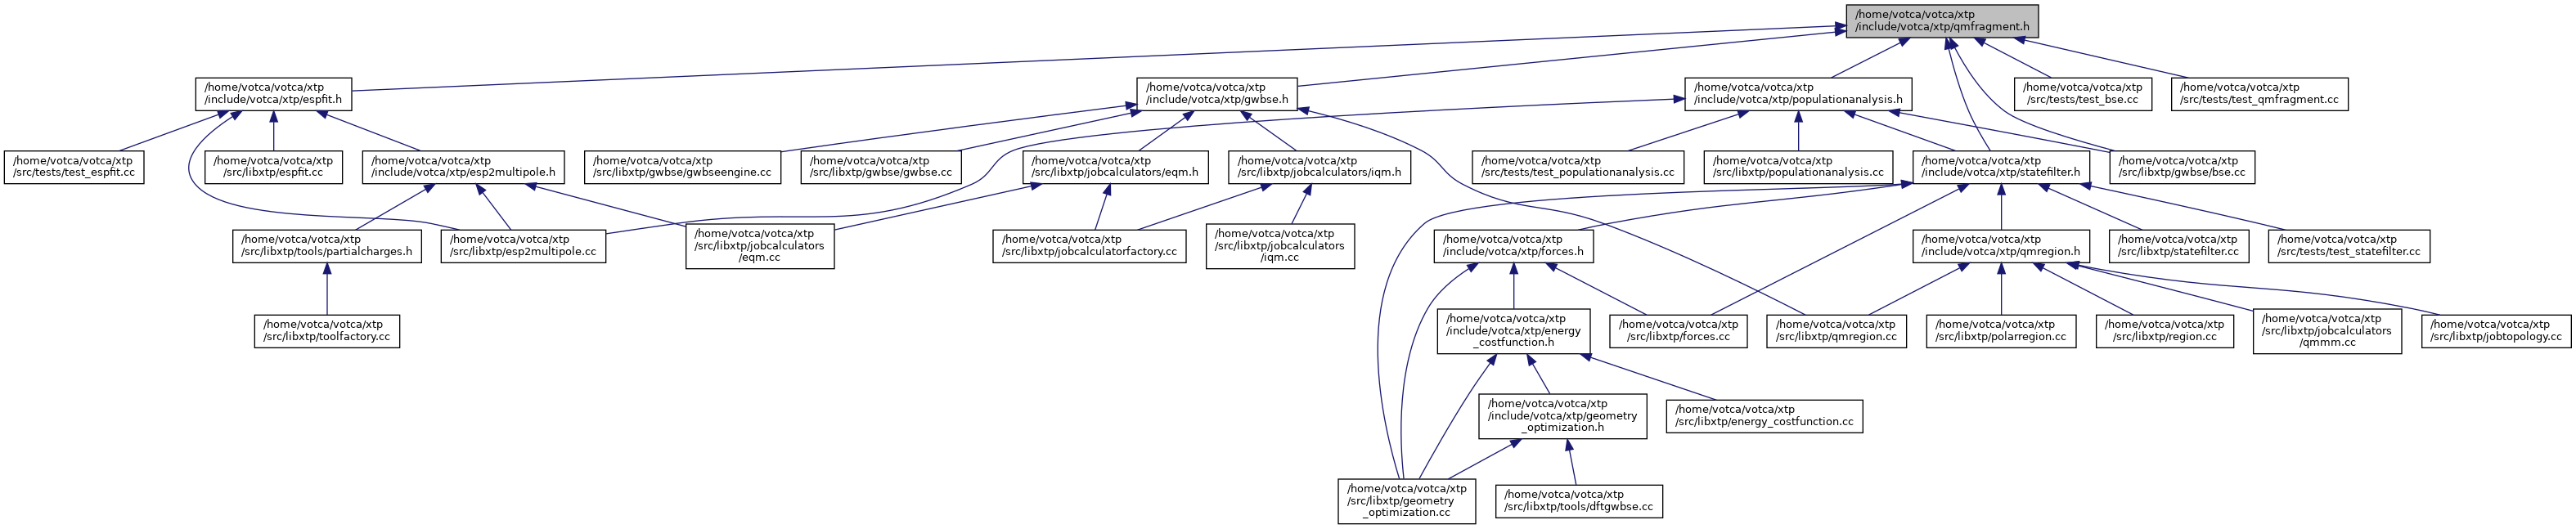 /home/votca/votca/xtp
/include/votca/xtp/qmfragment.h
/home/votca/votca/xtp
/include/votca/xtp/espfit.h
/home/votca/votca/xtp
/include/votca/xtp/gwbse.h
/home/votca/votca/xtp
/include/votca/xtp/populationanalysis.h
/home/votca/votca/xtp
/src/tests/test_bse.cc
/home/votca/votca/xtp
/src/tests/test_qmfragment.cc
/home/votca/votca/xtp
/src/tests/test_espfit.cc
/home/votca/votca/xtp
/src/libxtp/espfit.cc
/home/votca/votca/xtp
/include/votca/xtp/esp2multipole.h
/home/votca/votca/xtp
/src/libxtp/gwbse/gwbseengine.cc
/home/votca/votca/xtp
/src/libxtp/gwbse/gwbse.cc
/home/votca/votca/xtp
/src/libxtp/jobcalculators/eqm.h
/home/votca/votca/xtp
/src/libxtp/jobcalculators/iqm.h
/home/votca/votca/xtp
/src/tests/test_populationanalysis.cc
/home/votca/votca/xtp
/src/libxtp/populationanalysis.cc
/home/votca/votca/xtp
/include/votca/xtp/statefilter.h
/home/votca/votca/xtp
/src/libxtp/gwbse/bse.cc
/home/votca/votca/xtp
/src/libxtp/tools/partialcharges.h
/home/votca/votca/xtp
/src/libxtp/esp2multipole.cc
/home/votca/votca/xtp
/src/libxtp/jobcalculators
/eqm.cc
/home/votca/votca/xtp
/src/libxtp/jobcalculatorfactory.cc
/home/votca/votca/xtp
/src/libxtp/jobcalculators
/iqm.cc
/home/votca/votca/xtp
/include/votca/xtp/forces.h
/home/votca/votca/xtp
/include/votca/xtp/qmregion.h
/home/votca/votca/xtp
/src/libxtp/statefilter.cc
/home/votca/votca/xtp
/src/tests/test_statefilter.cc
/home/votca/votca/xtp
/src/libxtp/toolfactory.cc
/home/votca/votca/xtp
/include/votca/xtp/energy
_costfunction.h
/home/votca/votca/xtp
/src/libxtp/forces.cc
/home/votca/votca/xtp
/src/libxtp/qmregion.cc
/home/votca/votca/xtp
/src/libxtp/polarregion.cc
/home/votca/votca/xtp
/src/libxtp/region.cc
/home/votca/votca/xtp
/src/libxtp/jobcalculators
/qmmm.cc
/home/votca/votca/xtp
/src/libxtp/jobtopology.cc
/home/votca/votca/xtp
/include/votca/xtp/geometry
_optimization.h
/home/votca/votca/xtp
/src/libxtp/energy_costfunction.cc
/home/votca/votca/xtp
/src/libxtp/geometry
_optimization.cc
/home/votca/votca/xtp
/src/libxtp/tools/dftgwbse.cc